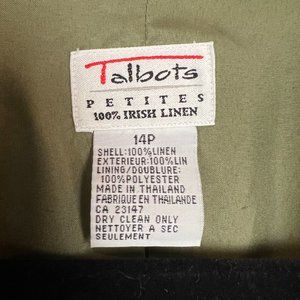 Talbots
PETITES
100% IRISH LINEN
14P
SHELL:100%LINEN
EXTERIEUR:100%LIN
LINING/DOUBLURE:
100%POLYESTER
MADE IN THAILAND
FABRIQUE EN THAILANDE
CA 23147
DRY CLEAN ONLY
NETTOYER A SEC
SEULEMENT